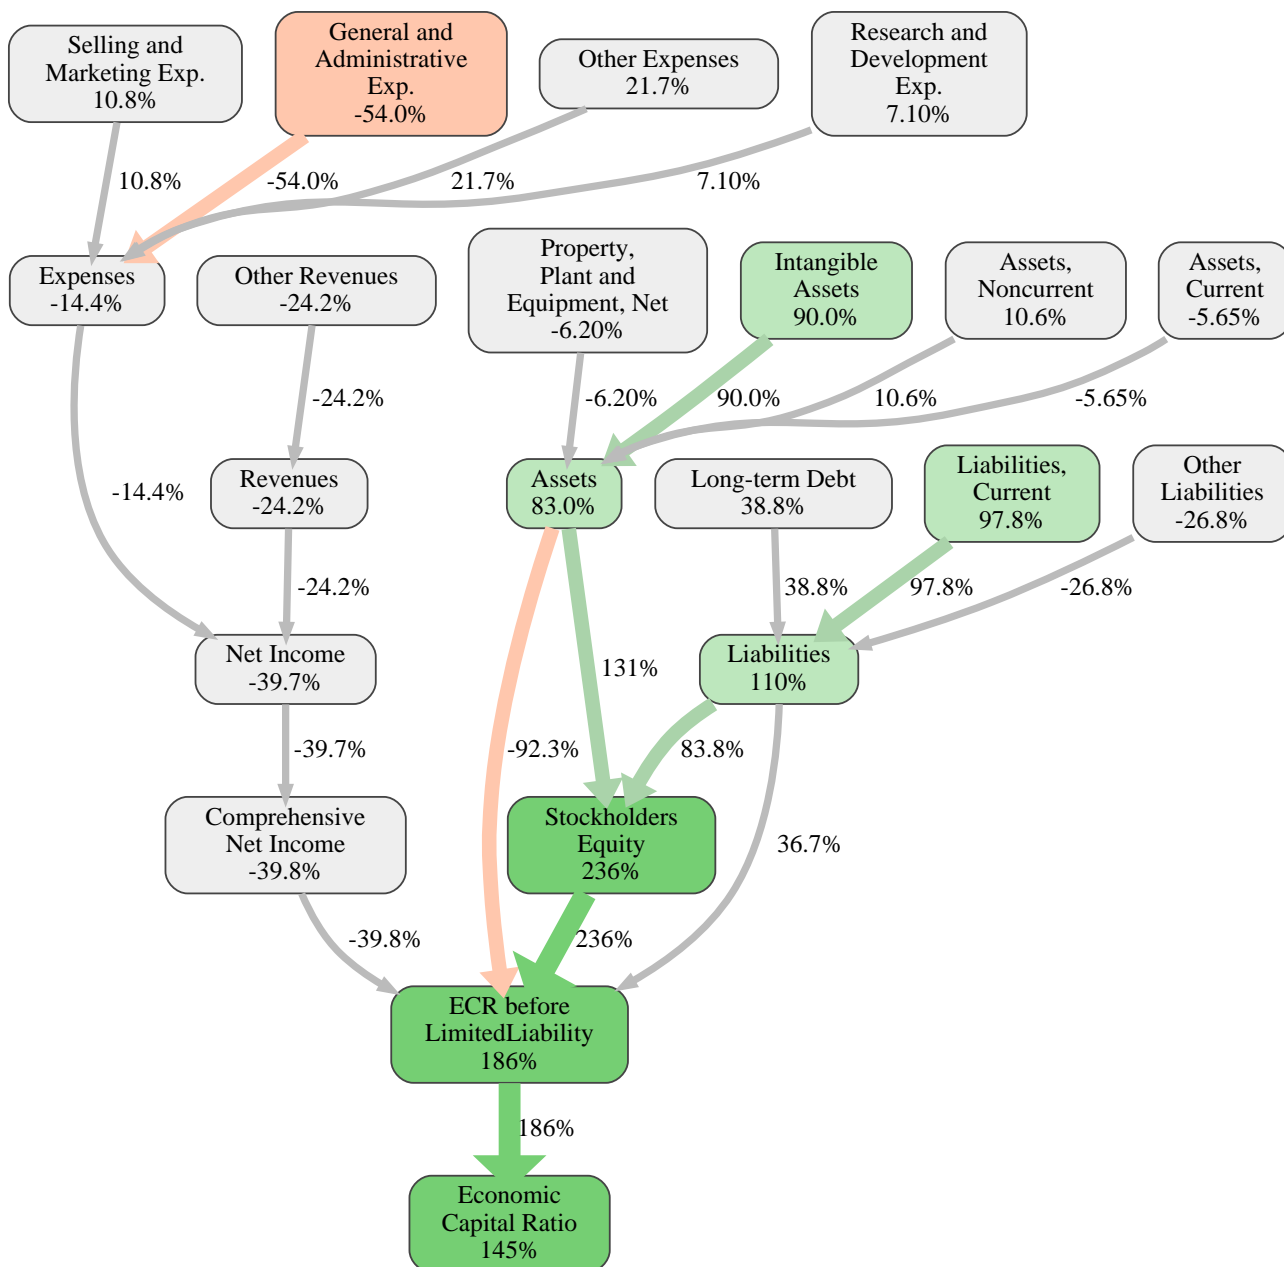 Selling and
Marketing Exp.
10.8%
General and
Administrative
Exp.
-54.0%
Other Expenses
21.7%
Research and
Development
Exp.
7.10%
10.8%
-54.0%
21.7%
7.10%
Expenses
-14.4%
Other Revenues
-24.2%
Property,
Plant and
Equipment, Net
-6.20%
Intangible
Assets
90.0%
Assets,
Noncurrent
10.6%
Assets,
Current
-5.65%
-24.2%
-6.20%
90.0%
10.6%
-5.65%
-14.4%
Revenues
-24.2%
Assets
83.0%
Long-term Debt
38.8%
Liabilities,
Current
97.8%
Other
Liabilities
-26.8%
-24.2%
38.8%
97.8%
-26.8%
Net Income
-39.7%
131%
Liabilities
110%
-39.7%
-92.3%
83.8%
Comprehensive
Net Income
-39.8%
Stockholders
Equity
236%
36.7%
-39.8%
236%
ECR before
LimitedLiability
186%
186%
Economic
Capital Ratio
145%